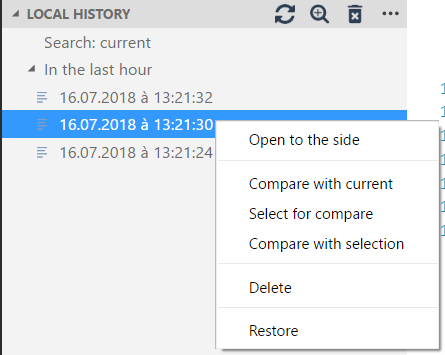 LOCAL HISTORY
Search: current
In the last hour
16.07.2018 à 13:21:32
16.07.2018 à 13:21:30
16.07.2018 à 13:21:24
Open to the side
Compare with current
Select for compare
Compare with selection
Delete
Restore